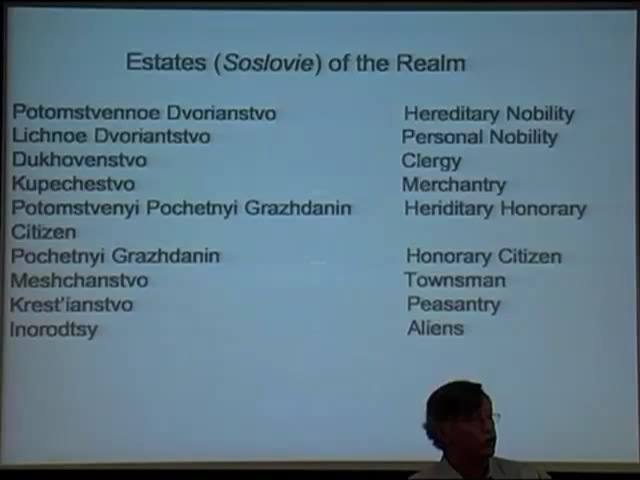 Estates (Soslovie) of the Realm
Potomstvennoe Dvorianstvo Hereditary Nobility
Lichnoe Dvoriantstvo Personal Nobility
Dukhovenstvo Clergy
Kupechestvo Merchantry
Potomstvenyi Pochetnyi Grazhdanin Heriditary Honorary
Citizen
Pochetnyi Grazhdanin Honorary Citizen
Meshchanstvo Townsman
Krest'ianstvo Peasantry
Inorodtsy Aliens